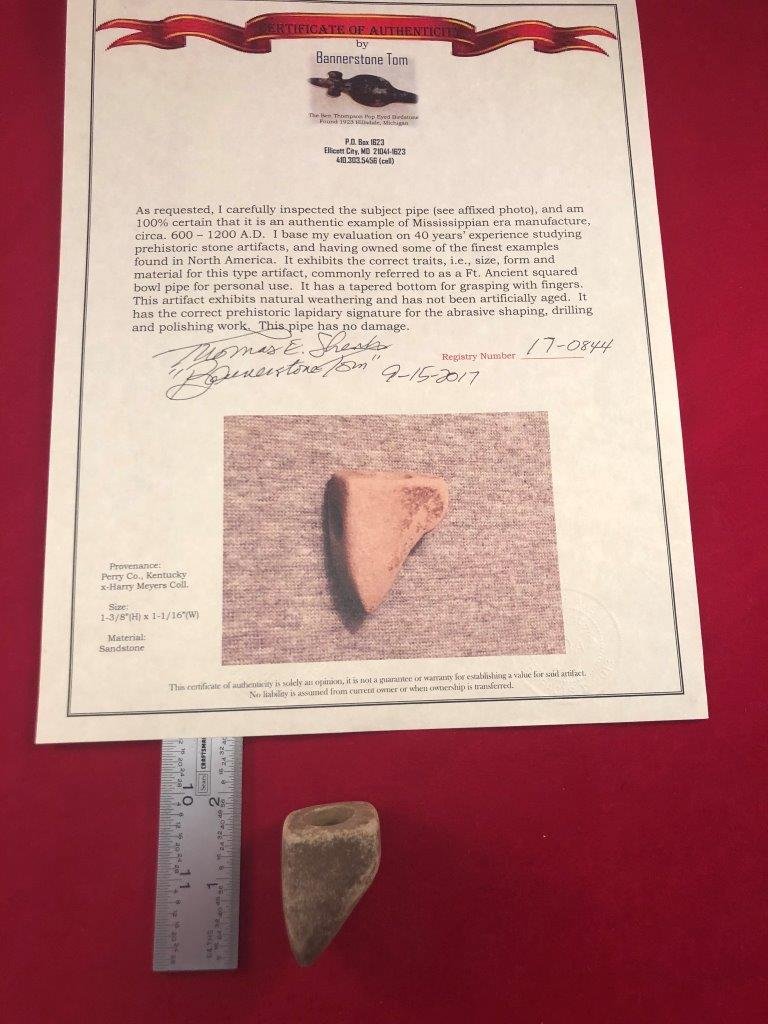 CERTIFICATE OF AUTHENTICITY
by
Bannerstone Tom
The Ben Thompson Pop Eyed Birdstone
Found 1923 Hillsdale, Michigan
P.O. Box 1623
Ellicott City, MD 21041-1623
410.303.5456 (cell)
As requested, I carefully inspected the subject pipe (see affixed photo), and am
100% certain that it is an authentic example of Mississippian era manufacture,
circa. 600 – 1200 A.D. I base my evaluation on 40 years' experience studying
prehistoric stone artifacts, and having owned some of the finest examples
found in North America. It exhibits the correct traits, i.e., size, form and
material for this type artifact, commonly referred to as a Ft. Ancient squared
bowl pipe for personal use. It has a tapered bottom for grasping with fingers.
This artifact exhibits natural weathering and has not been artificially aged. It
has the correct prehistoric lapidary signature for the abrasive shaping, drilling
and polishing work. This pipe has no damage.
Thomas E.
"Bannerstone Tom" 9-15-2017
Registry Number 17-0844
Provenance:
Perry Co., Kentucky
x-Harry Meyers Coll.
Size:
1-3/8"(H) x 1-1/16"(W)
Material:
Sandstone
This certificate of authenticity is solely an opinion, it is not a guarantee or warranty for establishing a value for said artifact.
No liability is assumed from current owner or when ownership is transferred.
Sears CRAFTSMAN
10 2
11 1
64THS